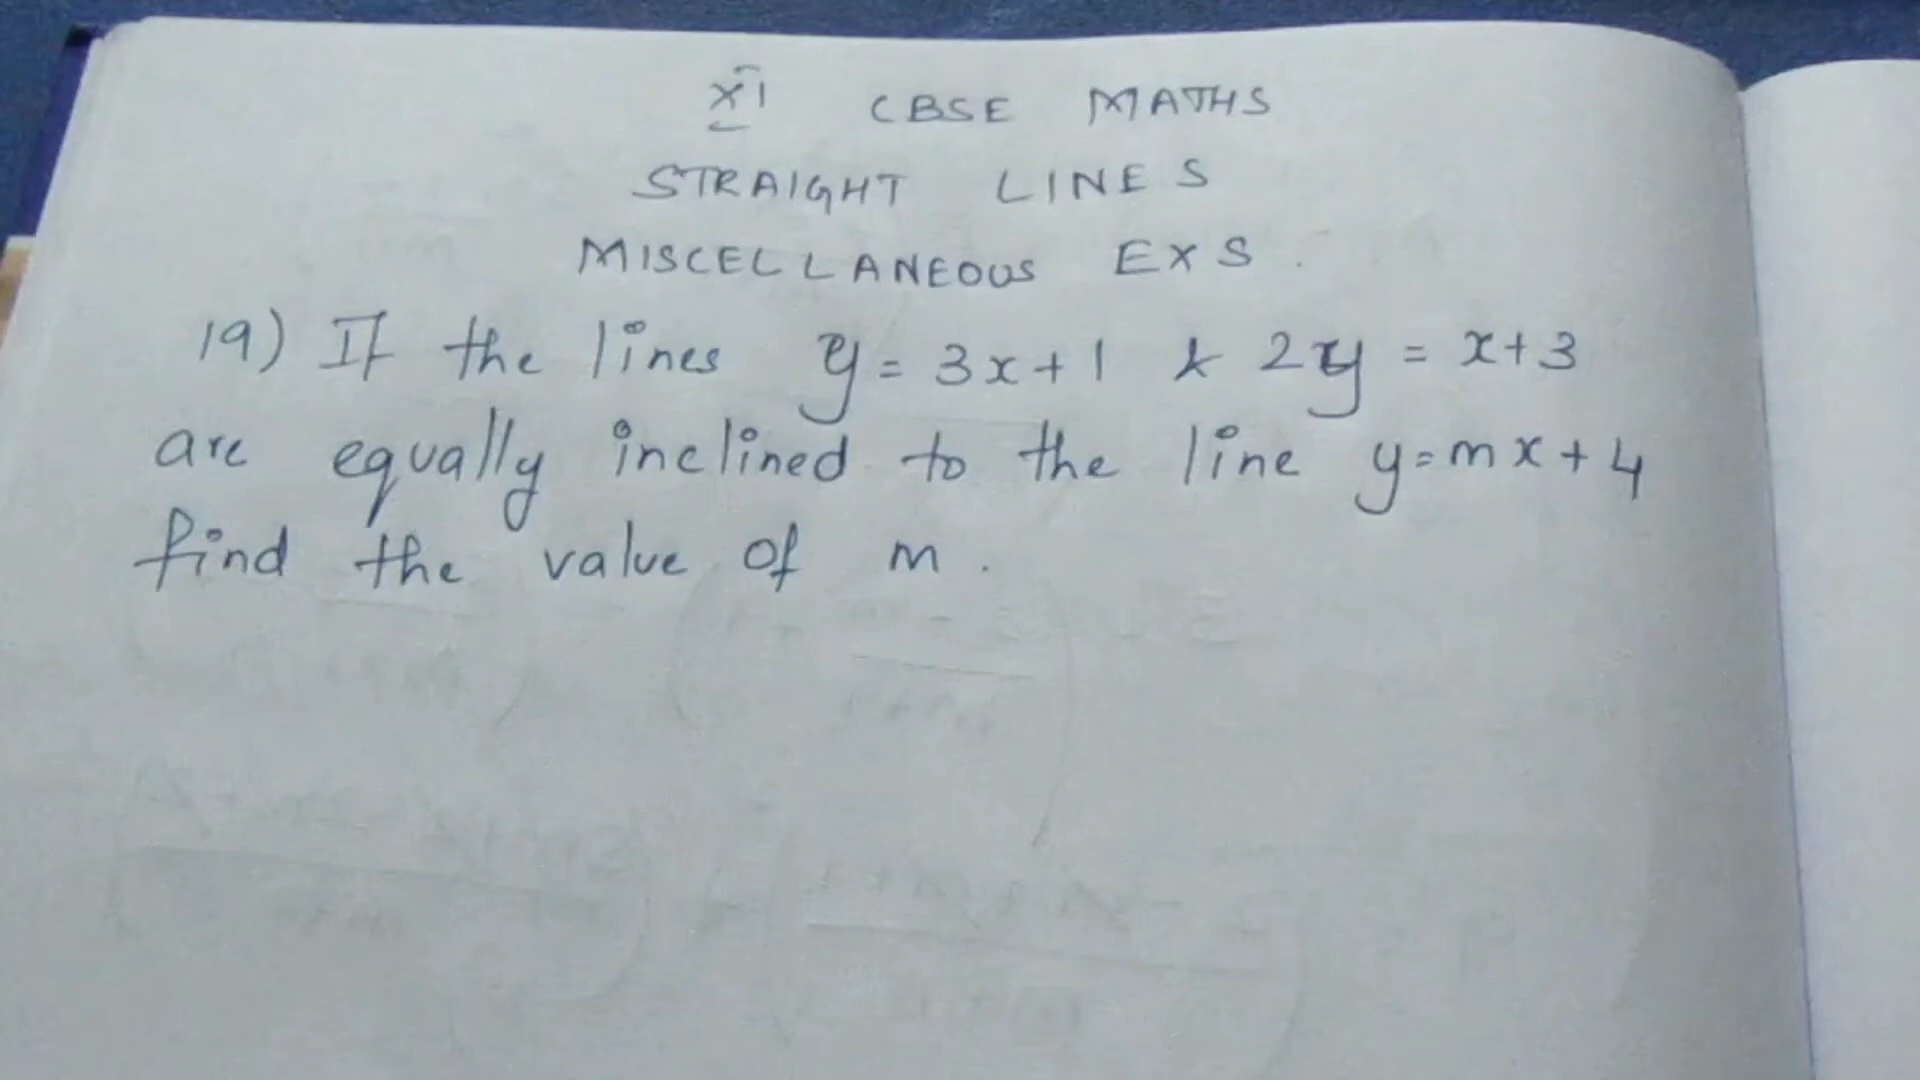 XI CBSE MATHS
STRAIGHT LINES
MISCELLANEOUS EXS.
19) If the lines y = 3x+1 & 2y = x+3
are equally inclined to the line y=mx+4
find the value of m.